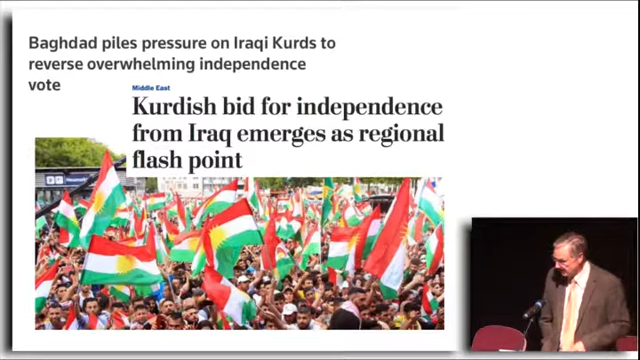 Baghdad piles pressure on Iraqi Kurds to
reverse overwhelming independence
vote
Middle East
Kurdish bid for independence
from Iraq emerges as regional
flash point